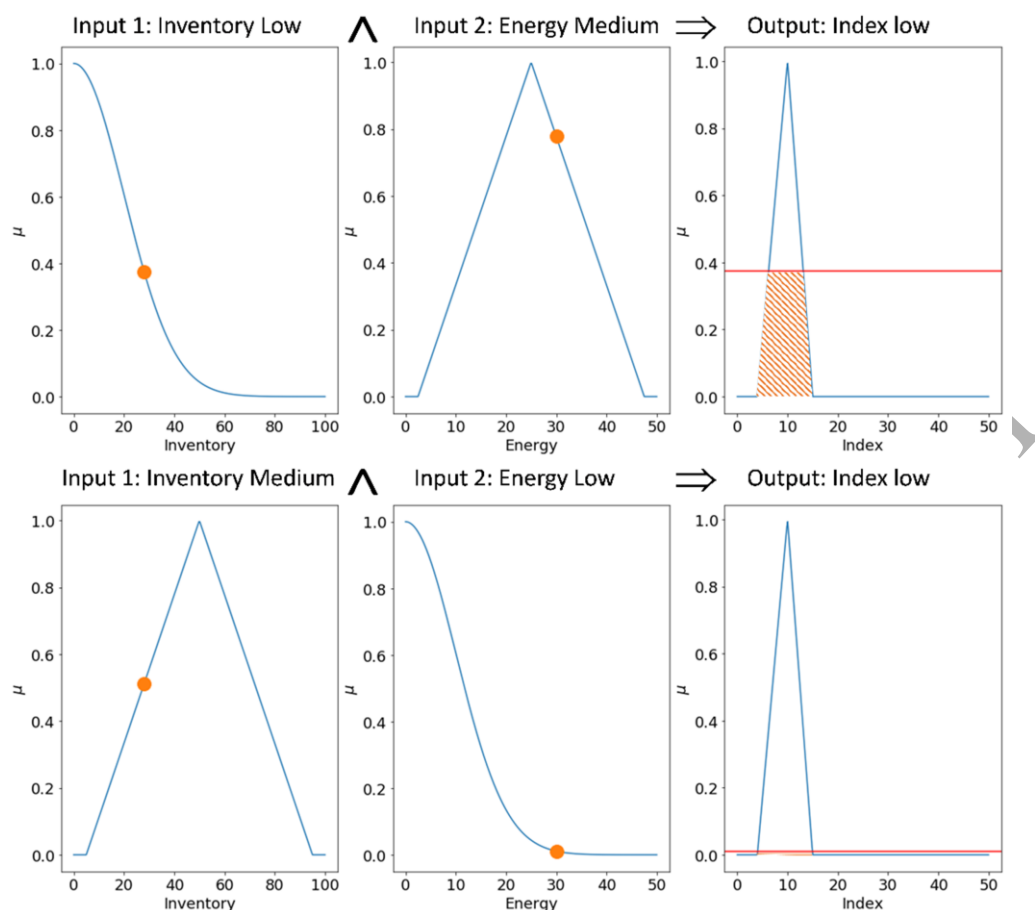 Input 1: Inventory Low ∧ Input 2: Energy Medium ⇒ Output: Index low
1.0 1.0 1.0
0.8 0.8 0.8
0.6 0.6 0.6
μ μ μ
0.4 0.4 0.4
0.2 0.2 0.2
0.0 0.0 0.0
0 20 40 60 80 100 0 10 20 30 40 50 0 10 20 30 40 50
Inventory Energy Index
Input 1: Inventory Medium ∧ Input 2: Energy Low ⇒ Output: Index low
1.0 1.0 1.0
0.8 0.8 0.8
0.6 0.6 0.6
μ μ μ
0.4 0.4 0.4
0.2 0.2 0.2
0.0 0.0 0.0
0 20 40 60 80 100 0 10 20 30 40 50 0 10 20 30 40 50
Inventory Energy Index